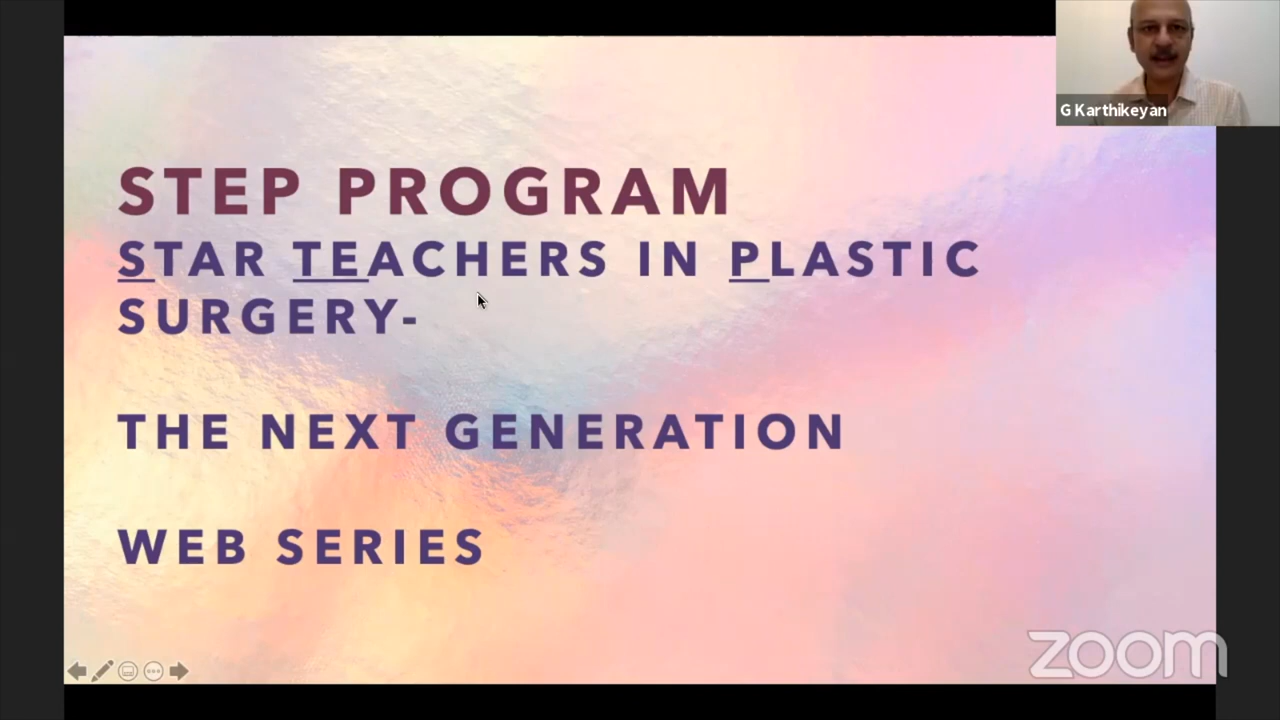 G Karthikeyan
STEP PROGRAM
STAR TEACHERS IN PLASTIC
SURGERY-
THE NEXT GENERATION
WEB SERIES
zoom